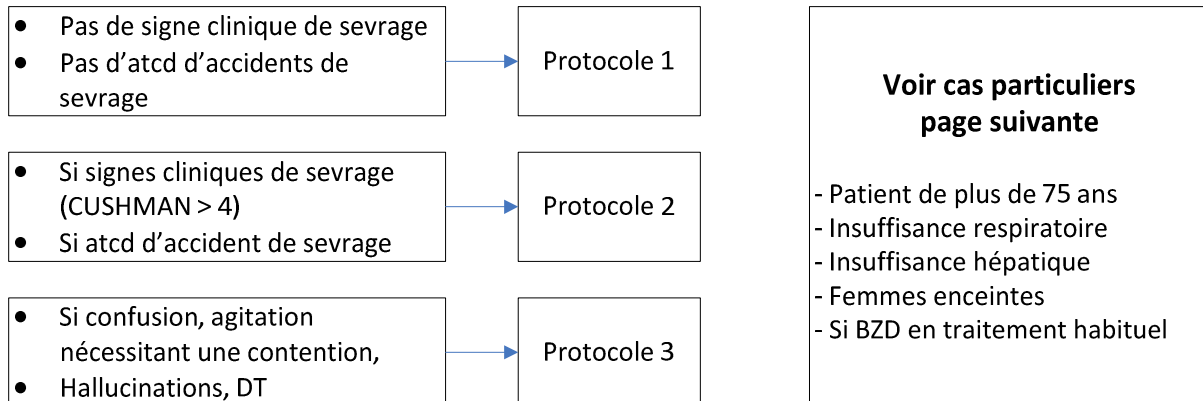 • Pas de signe clinique de sevrage
• Pas d’atcd d’accidents de
sevrage
Protocole 1
• Si signes cliniques de sevrage
(CUSHMAN > 4)
• Si atcd d’accident de sevrage
Protocole 2
• Si confusion, agitation
nécessitant une contention,
• Hallucinations, DT
Protocole 3
Voir cas particuliers
page suivante
- Patient de plus de 75 ans
- Insuffisance respiratoire
- Insuffisance hépatique
- Femmes enceintes
- Si BZD en traitement habituel